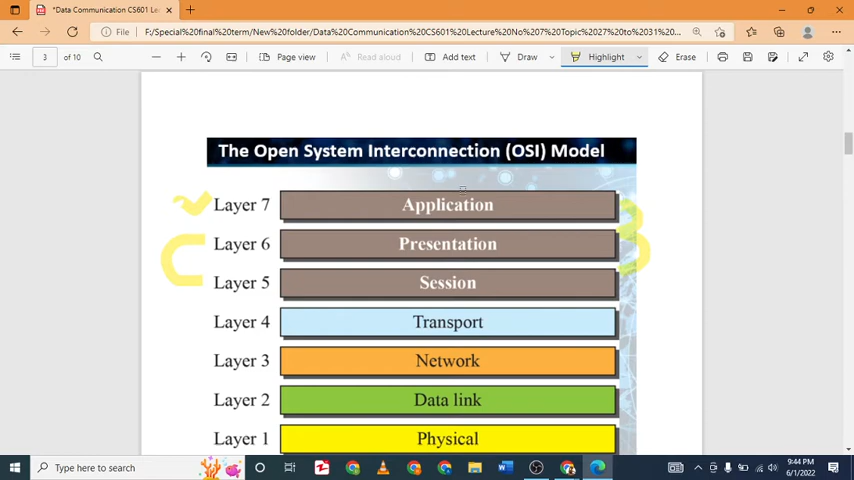 *Data Communication CS601 Le
File
F:/Special%20final%20term/New%20folder/Data%20Communication%20CS601%20Lecture%20No%207%20Topic%2027%20to%2031%20...
3 of 10
Page view
Read aloud
Add text
Draw
Highlight
Erase
The Open System Interconnection (OSI) Model
Layer 7 Application
Layer 6 Presentation
Layer 5 Session
Layer 4 Transport
Layer 3 Network
Layer 2 Data link
Layer 1 Physical
Type here to search
9:44 PM
6/1/2022